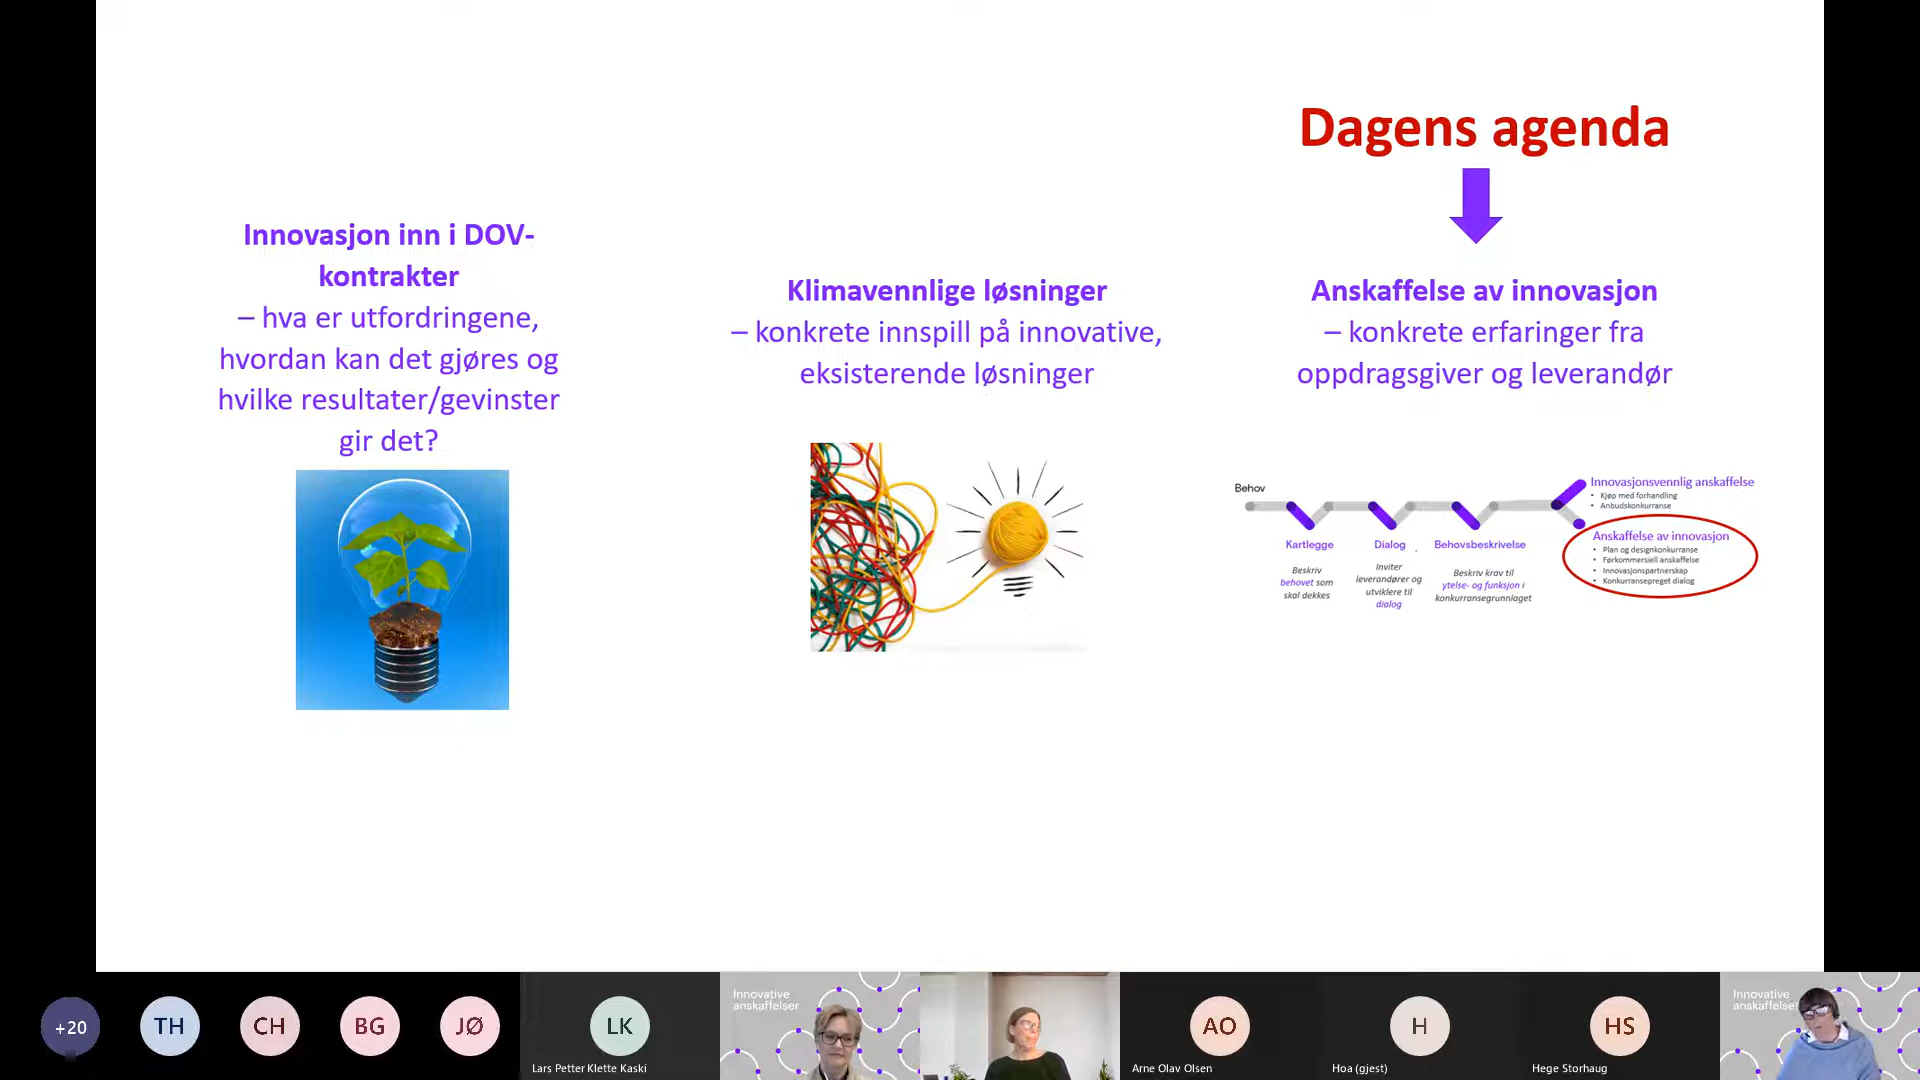 Dagens agenda
Innovasjon inn i DOV-
kontrakter
– hva er utfordringene,
hvordan kan det gjøres og
hvilke resultater/gevinster
gir det?
Klimavennlige løsninger
– konkrete innspill på innovative,
eksisterende løsninger
Anskaffelse av innovasjon
– konkrete erfaringer fra
oppdragsgiver og leverandør
Behov
Kartlegge
Beskriv
behovet som
skal dekkes
Dialog
Inviter
leverandører og
utviklere til
dialog
Behovsbeskrivelse
Beskriv krav til
ytelse- og funksjon i
konkurransegrunnlaget
Innovasjonsvennlig anskaffelse
• Kjøp med forhandling
• Anbudskonkurranse
Anskaffelse av innovasjon
• Plan og designkonkurranse
• Førkommersiell anskaffelse
• Innovasjonspartnerskap
• Konkurransepreget dialog
+20
TH
CH
BG
JØ
LK
Lars Petter Klette Kaski
Innovative
anskaffelser
AO
Arne Olav Olsen
H
Hoa (gjest)
HS
Hege Storhaug
Innovative
anskaffelser